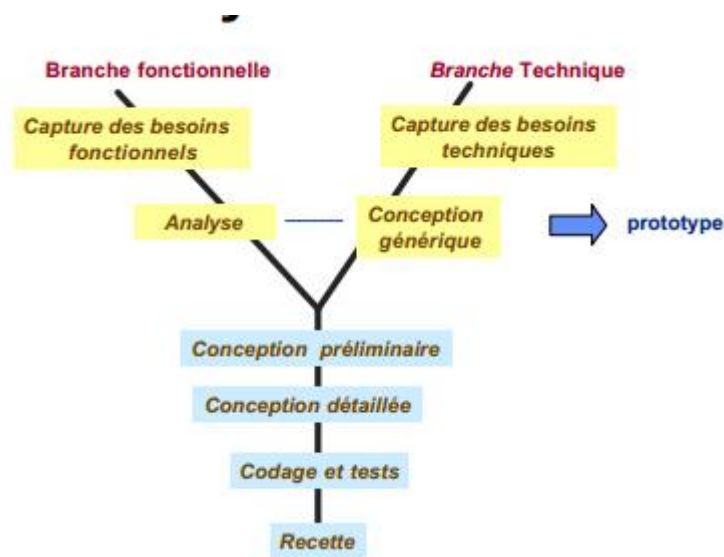 Branche fonctionnelle
Branche Technique
Capture des besoins
fonctionnels
Capture des besoins
techniques
Analyse
Conception
générique
prototype
Conception préliminaire
Conception détaillée
Codage et tests
Recette